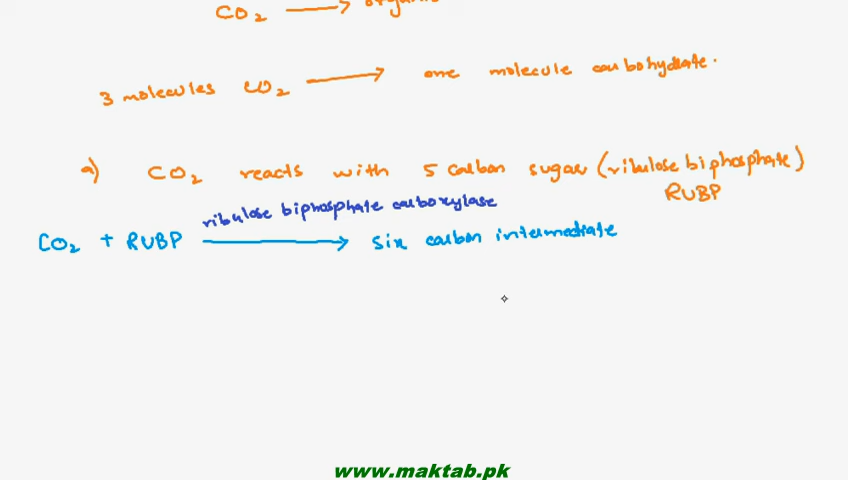 CO2 → organic
3 molecules CO2 → one molecule carbohydrate.
a) CO2 reacts with 5 carbon sugar (ribulose biphosphate)
RUBP
ribulose biphosphate carboxylase
CO2 + RUBP → six carbon intermediate
www.maktab.pk